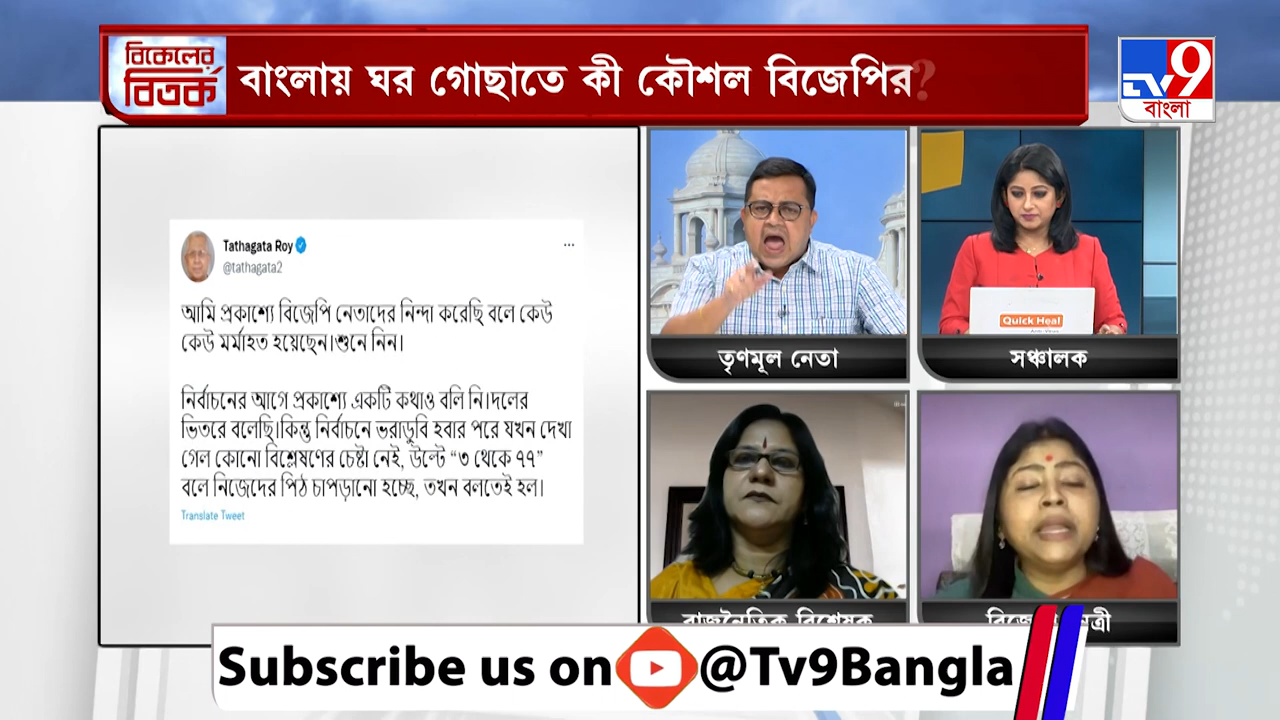 বিকেলের
বিতর্ক
বাংলায় ঘর গোছাতে কী কৌশল বিজেপির?
TV9
বাংলা
Tathagata Roy
@tathagata2
আমি প্রকাশ্যে বিজেপি নেতাদের নিন্দা করেছি বলে কেউ
কেউ মর্মাহত হয়েছেন।শুনে নিন।
নির্বাচনের আগে প্রকাশ্যে একটি কথাও বলি নি।দলের
ভিতরে বলেছি।কিন্তু নির্বাচনে ভরাডুবি হবার পরে যখন দেখা
গেল কোনো বিশ্লেষণের চেষ্টা নেই, উল্টে “৩ থেকে ৭৭”
বলে নিজেদের পিঠ চাপড়ানো হচ্ছে, তখন বলতেই হল।
Translate Tweet
Quick Heal
তৃণমূল নেতা
সঞ্চালক
রাজনৈতিক বিশ্লেষক
Subscribe us on @Tv9Bangla